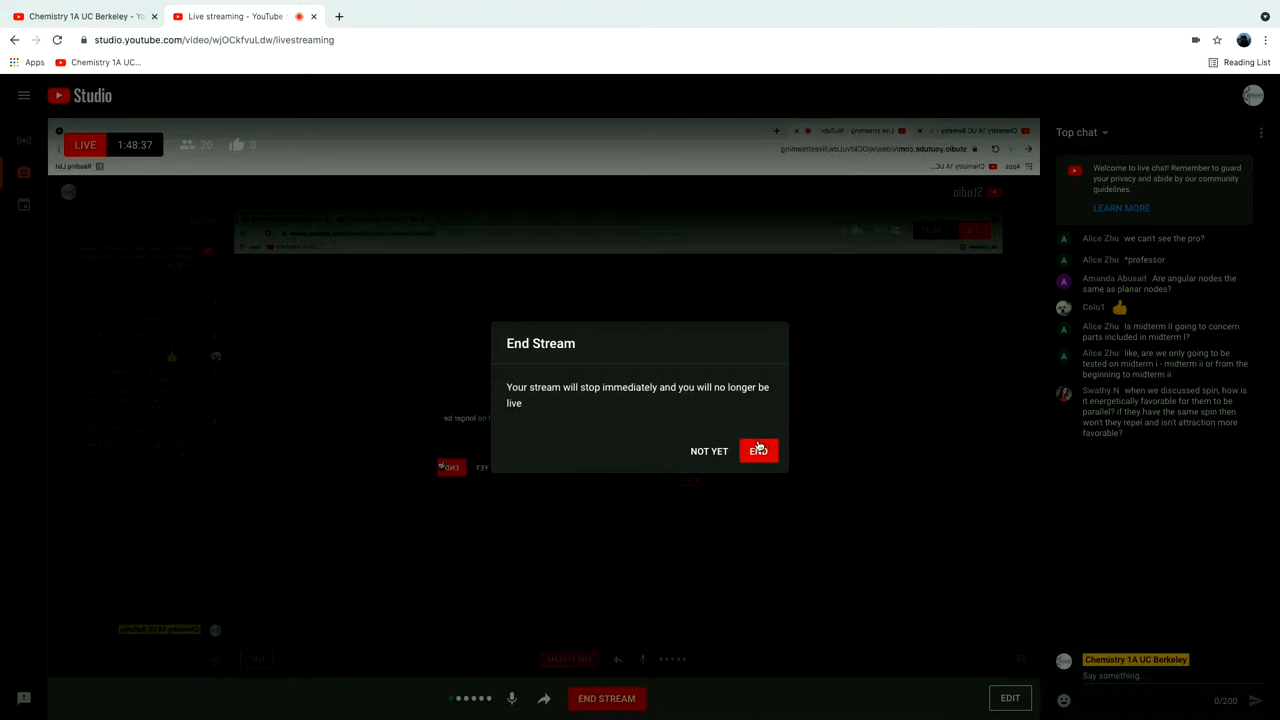 Chemistry 1A UC Berkeley - Yo
Live streaming - YouTube
studio.youtube.com/video/wjOCkfvuLdw/livestreaming
Apps
Chemistry 1A UC...
Reading List
Studio
LIVE
1:48:37
20
0
Top chat
Welcome to live chat! Remember to guard
your privacy and abide by our community
guidelines.
LEARN MORE
Alice Zhu we can't see the pro?
Alice Zhu *professor
Amanda Abusaif Are angular nodes the
same as planar nodes?
Colu1
Alice Zhu Is midterm II going to concern
parts included in midterm I?
Alice Zhu like, are we only going to be
tested on midterm i - midterm ii or from the
beginning to midterm ii
Swathy N when we discussed spin, how is
it energetically favorable for them to be
parallel? if they have the same spin then
won't they repel and isn't attraction more
favorable?
End Stream
Your stream will stop immediately and you will no longer be
live
NOT YET
END
Chemistry 1A UC Berkeley
Say something...
0/200
END STREAM
EDIT